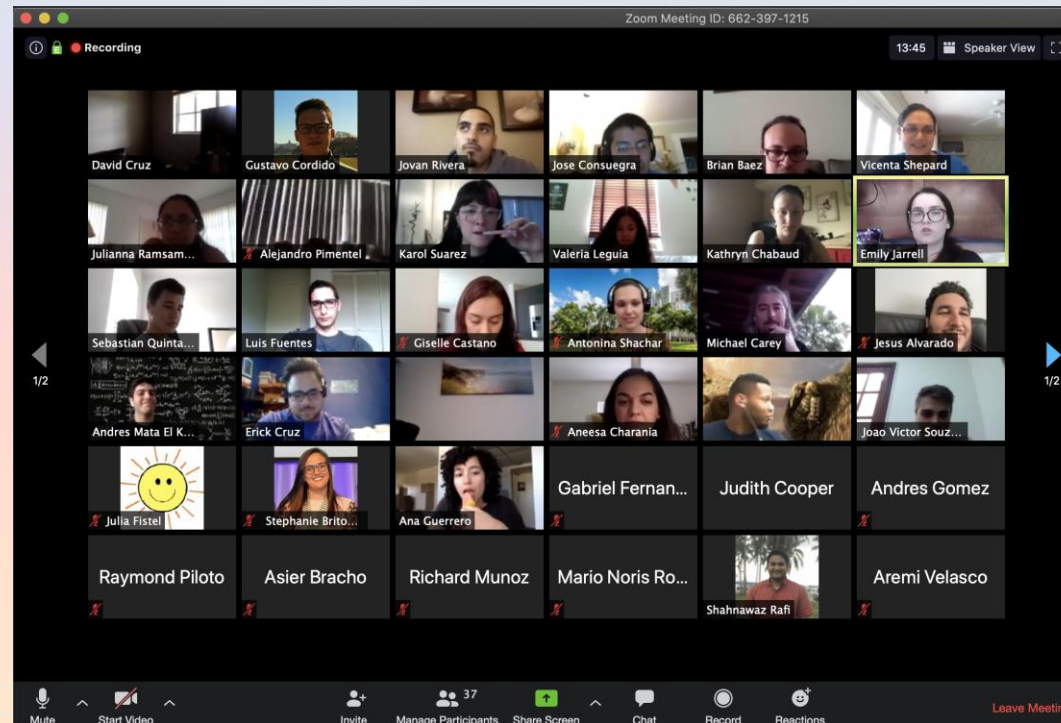 Zoom Meeting ID: 662-397-1215
Recording
13:45 Speaker View
David Cruz Gustavo Cordido Jovan Rivera Jose Consuegra Brian Baez Vicenta Shepard
Julianna Ramsam... Alejandro Pimentel Karol Suarez Valeria Leguia Kathryn Chabaud Emily Jarrell
Sebastian Quinta... Luis Fuentes Giselle Castano Antonina Shachar Michael Carey Jesus Alvarado
1/2 1/2
Andres Mata El K... Erick Cruz Aneesa Charania Joao Victor Souz...
Julia Fistel Stephanie Brito... Ana Guerrero Gabriel Fernan... Judith Cooper Andres Gomez
Raymond Piloto Asier Bracho Richard Munoz Mario Noris Ro... Shahnawaz Rafi Aremi Velasco
Mute Start Video Invite Manage Participants 37 Share Screen Chat Record Reactions Leave Meetin